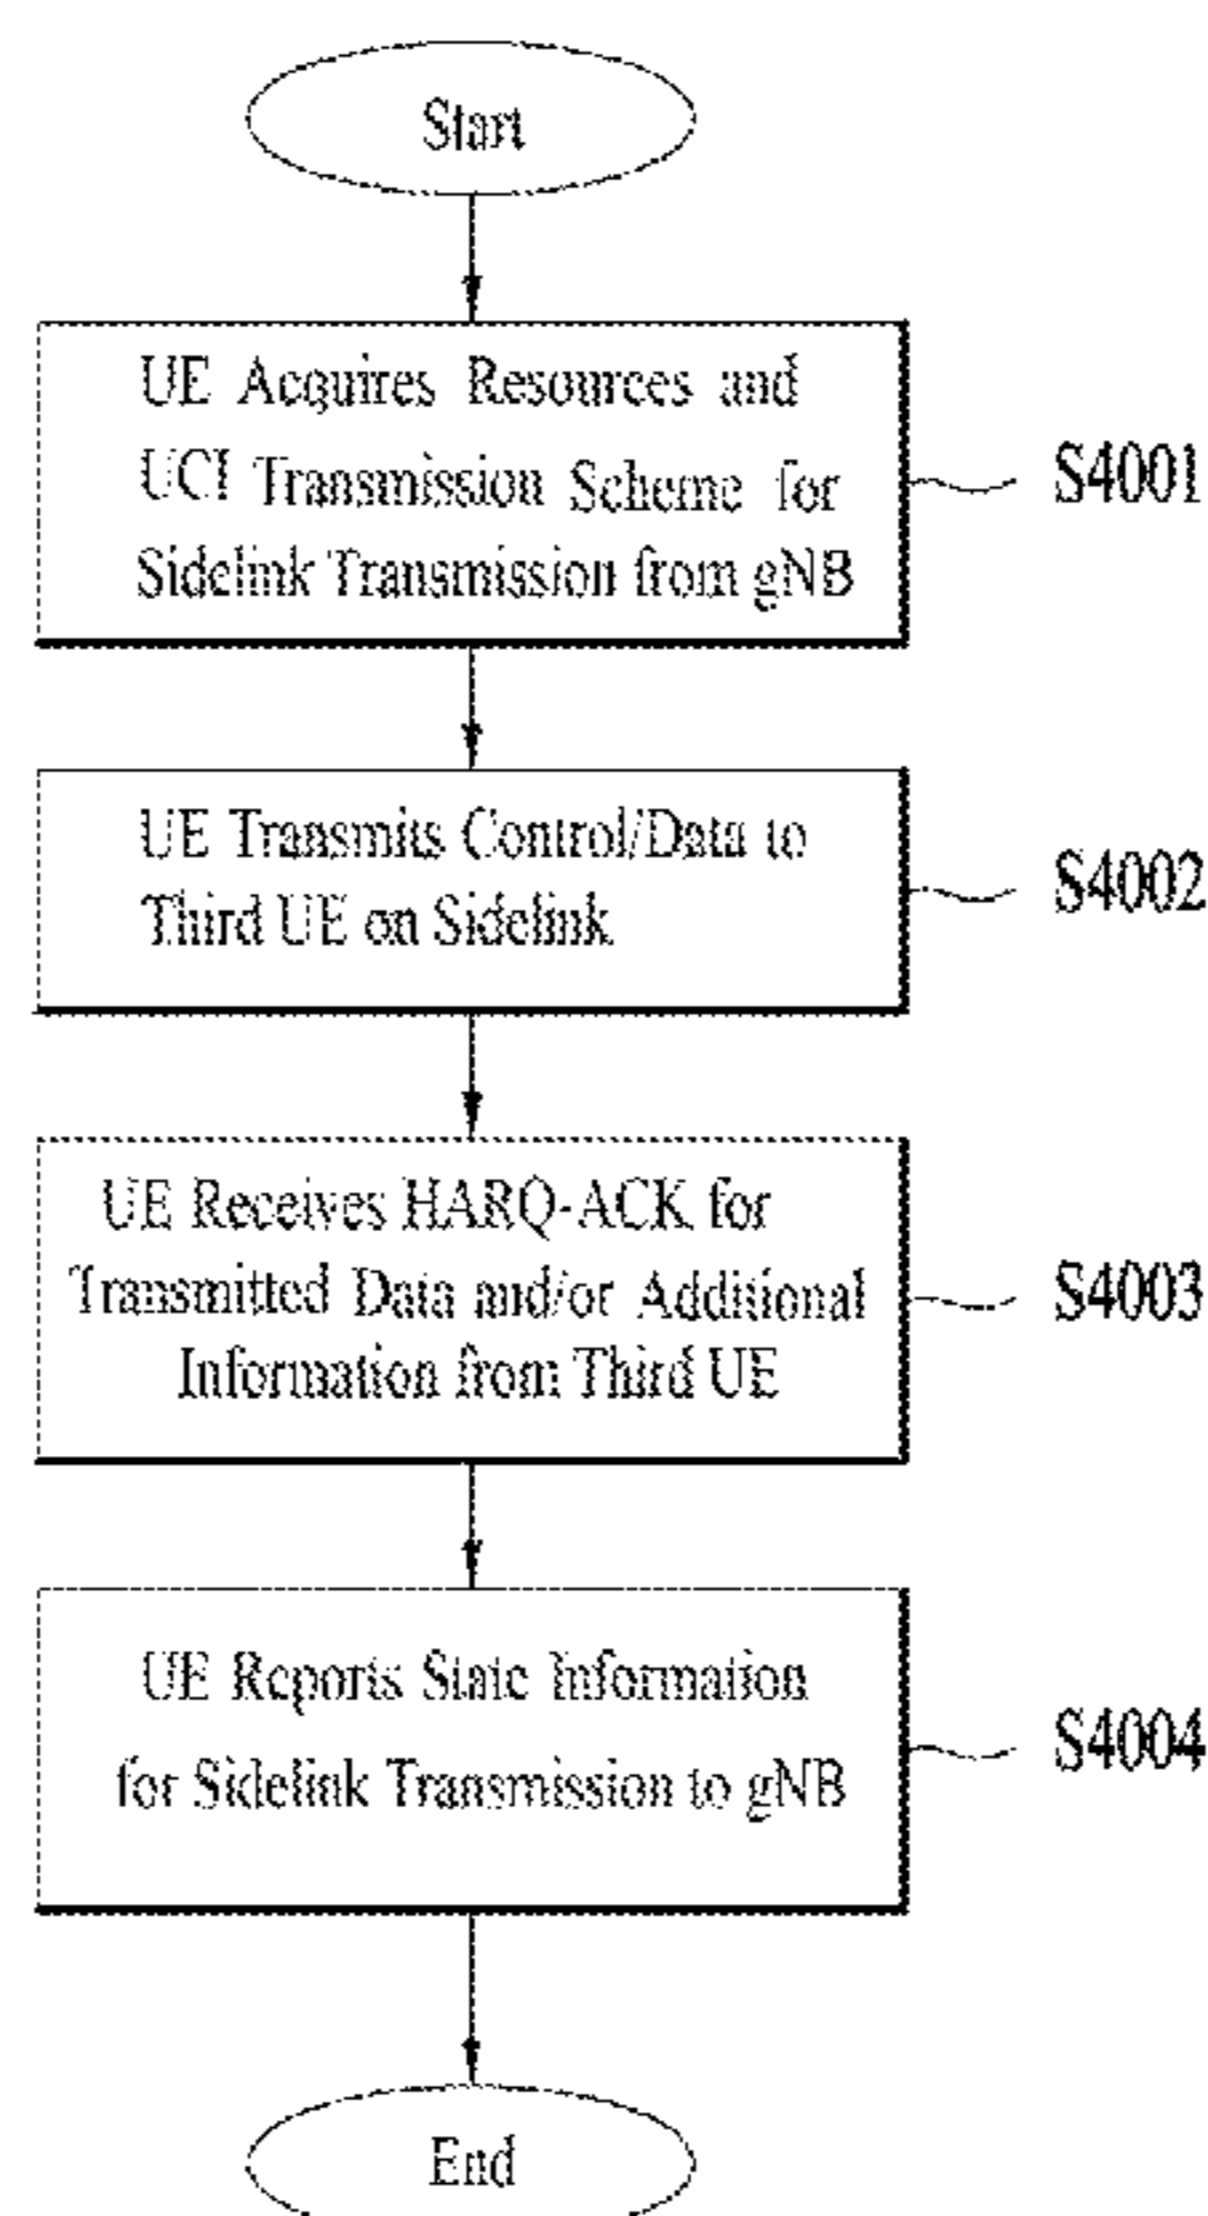 Start
UE Acquires Resources and
UCI Transmission Scheme for
Sidelink Transmission from gNB
S4001
UE Transmits Control/Data to
Third UE on Sidelink
S4002
UE Receives HARQ-ACK for
Transmitted Data and/or Additional
Information from Third UE
S4003
UE Reports State Information
for Sidelink Transmission to gNB
S4004
End